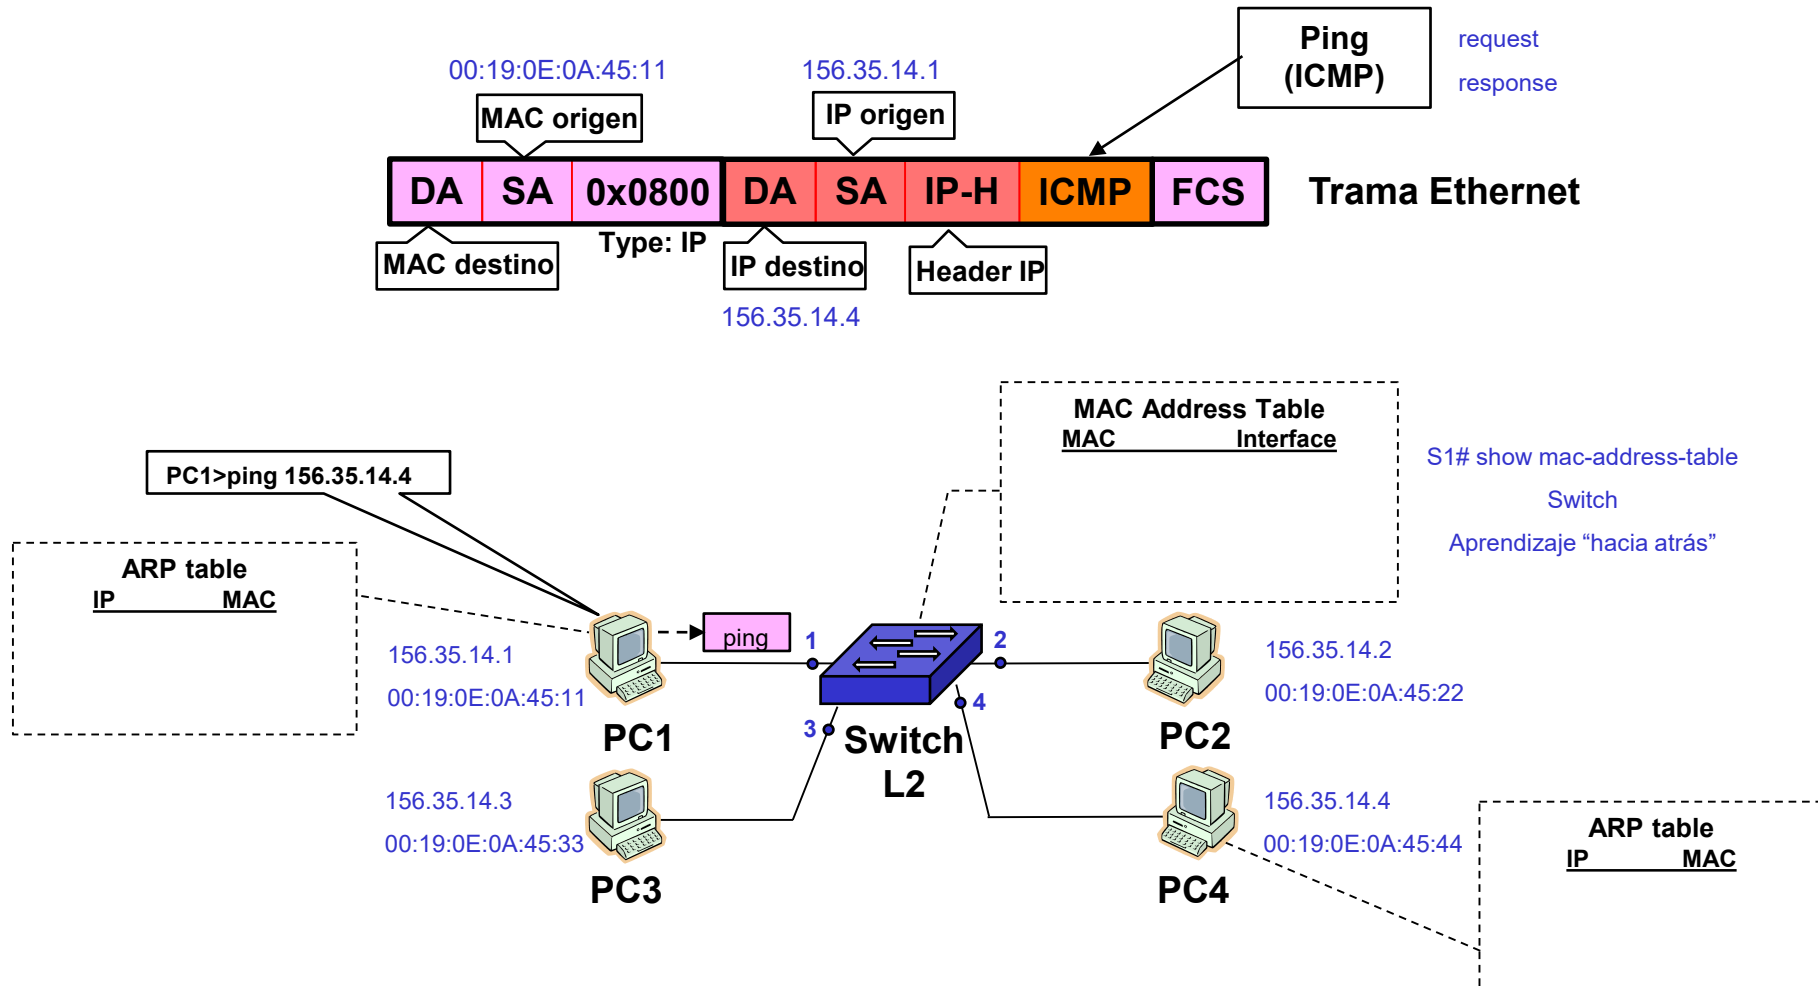 Ping
(ICMP)
request
response
00:19:0E:0A:45:11
156.35.14.1
MAC origen
IP origen
DA SA 0x0800 DA SA IP-H ICMP FCS
Trama Ethernet
Type: IP
MAC destino
IP destino
Header IP
156.35.14.4
MAC Address Table
MAC Interface
S1# show mac-address-table
Switch
Aprendizaje “hacia atrás”
PC1>ping 156.35.14.4
ARP table
IP MAC
ping
1
2
3
4
156.35.14.1
00:19:0E:0A:45:11
PC1
Switch
L2
156.35.14.2
00:19:0E:0A:45:22
PC2
156.35.14.3
00:19:0E:0A:45:33
PC3
156.35.14.4
00:19:0E:0A:45:44
PC4
ARP table
IP MAC